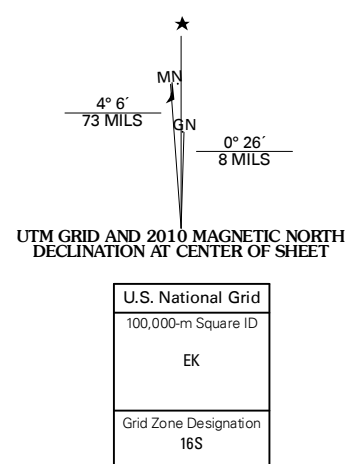 MN
4° 6´
73 MILS
GN
0° 26´
8 MILS
UTM GRID AND 2010 MAGNETIC NORTH
DECLINATION AT CENTER OF SHEET
U.S. National Grid
100,000-m Square ID
EK
Grid Zone Designation
16S